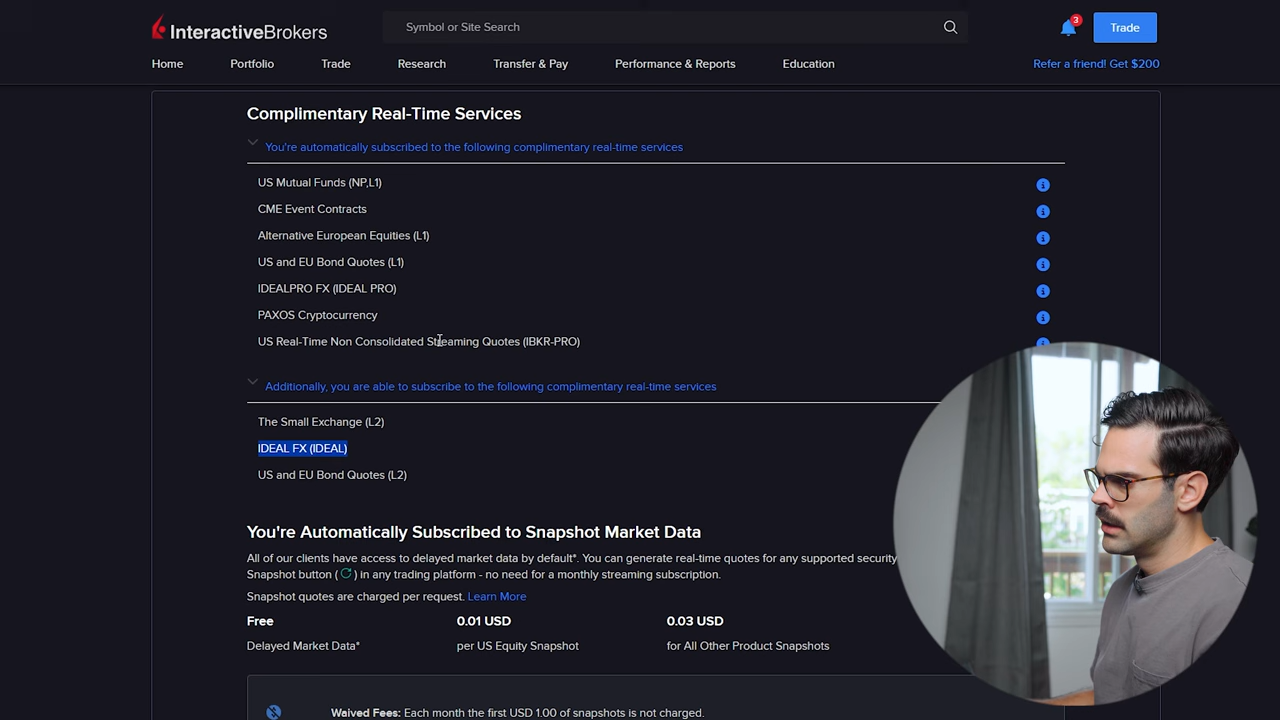 InteractiveBrokers
Symbol or Site Search
3
Trade
Home
Portfolio
Trade
Research
Transfer & Pay
Performance & Reports
Education
Refer a friend! Get $200
Complimentary Real-Time Services
You're automatically subscribed to the following complimentary real-time services
US Mutual Funds (NP,L1)
CME Event Contracts
Alternative European Equities (L1)
US and EU Bond Quotes (L1)
IDEALPRO FX (IDEAL PRO)
PAXOS Cryptocurrency
US Real-Time Non Consolidated Streaming Quotes (IBKR-PRO)
Additionally, you are able to subscribe to the following complimentary real-time services
The Small Exchange (L2)
IDEAL FX (IDEAL)
US and EU Bond Quotes (L2)
You're Automatically Subscribed to Snapshot Market Data
All of our clients have access to delayed market data by default*. You can generate real-time quotes for any supported security
Snapshot button ( ) in any trading platform - no need for a monthly streaming subscription.
Snapshot quotes are charged per request. Learn More
Free
0.01 USD
0.03 USD
Delayed Market Data*
per US Equity Snapshot
for All Other Product Snapshots
Waived Fees: Each month the first USD 1.00 of snapshots is not charged.